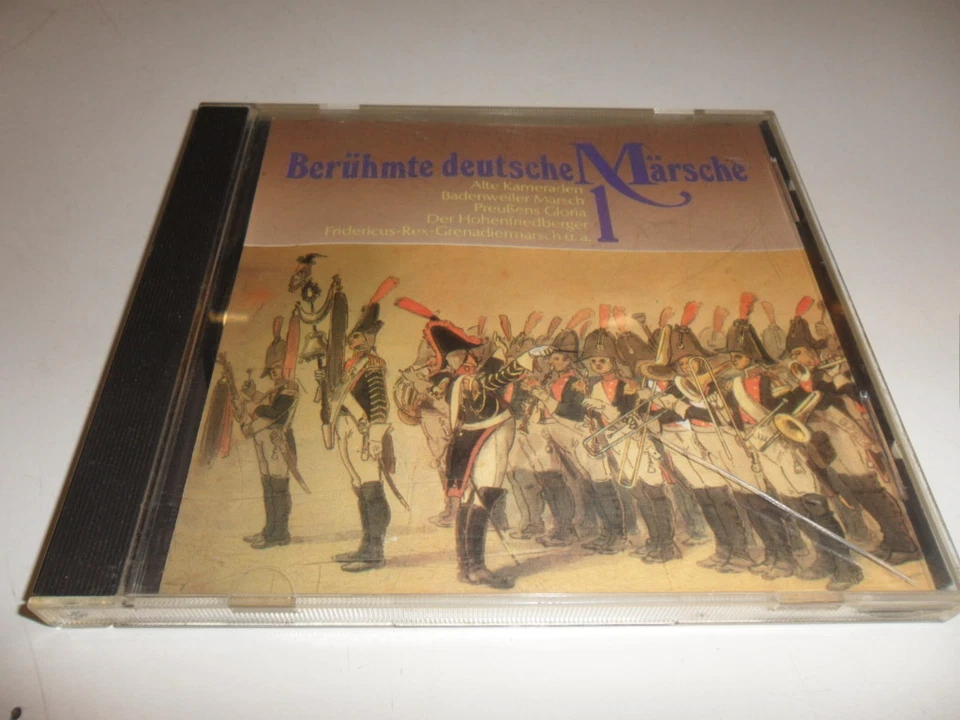 Berühmte deutsche Märsche
1
Alte Kameraden
Badenweiler Marsch
Preußens Gloria
Der Hohenfriedberger
Fridericus-Rex-Grenadiermarsch u. a.